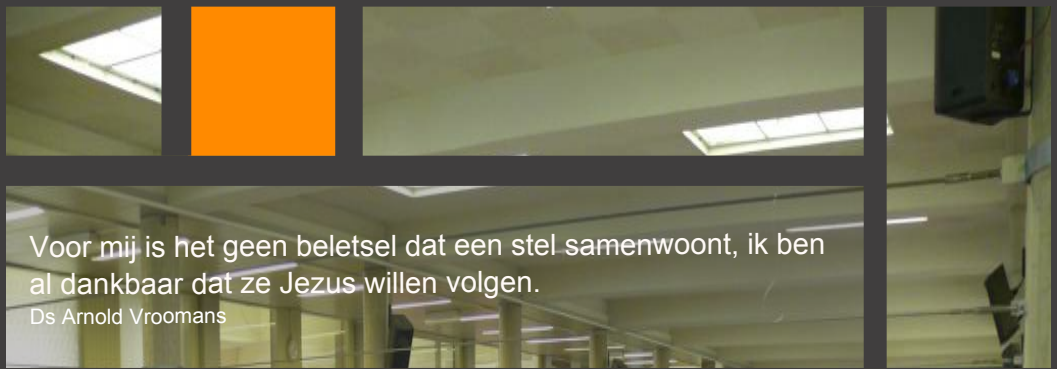 Voor mij is het geen beletsel dat een stel samenwoont, ik ben
al dankbaar dat ze Jezus willen volgen.
Ds Arnold Vroomans